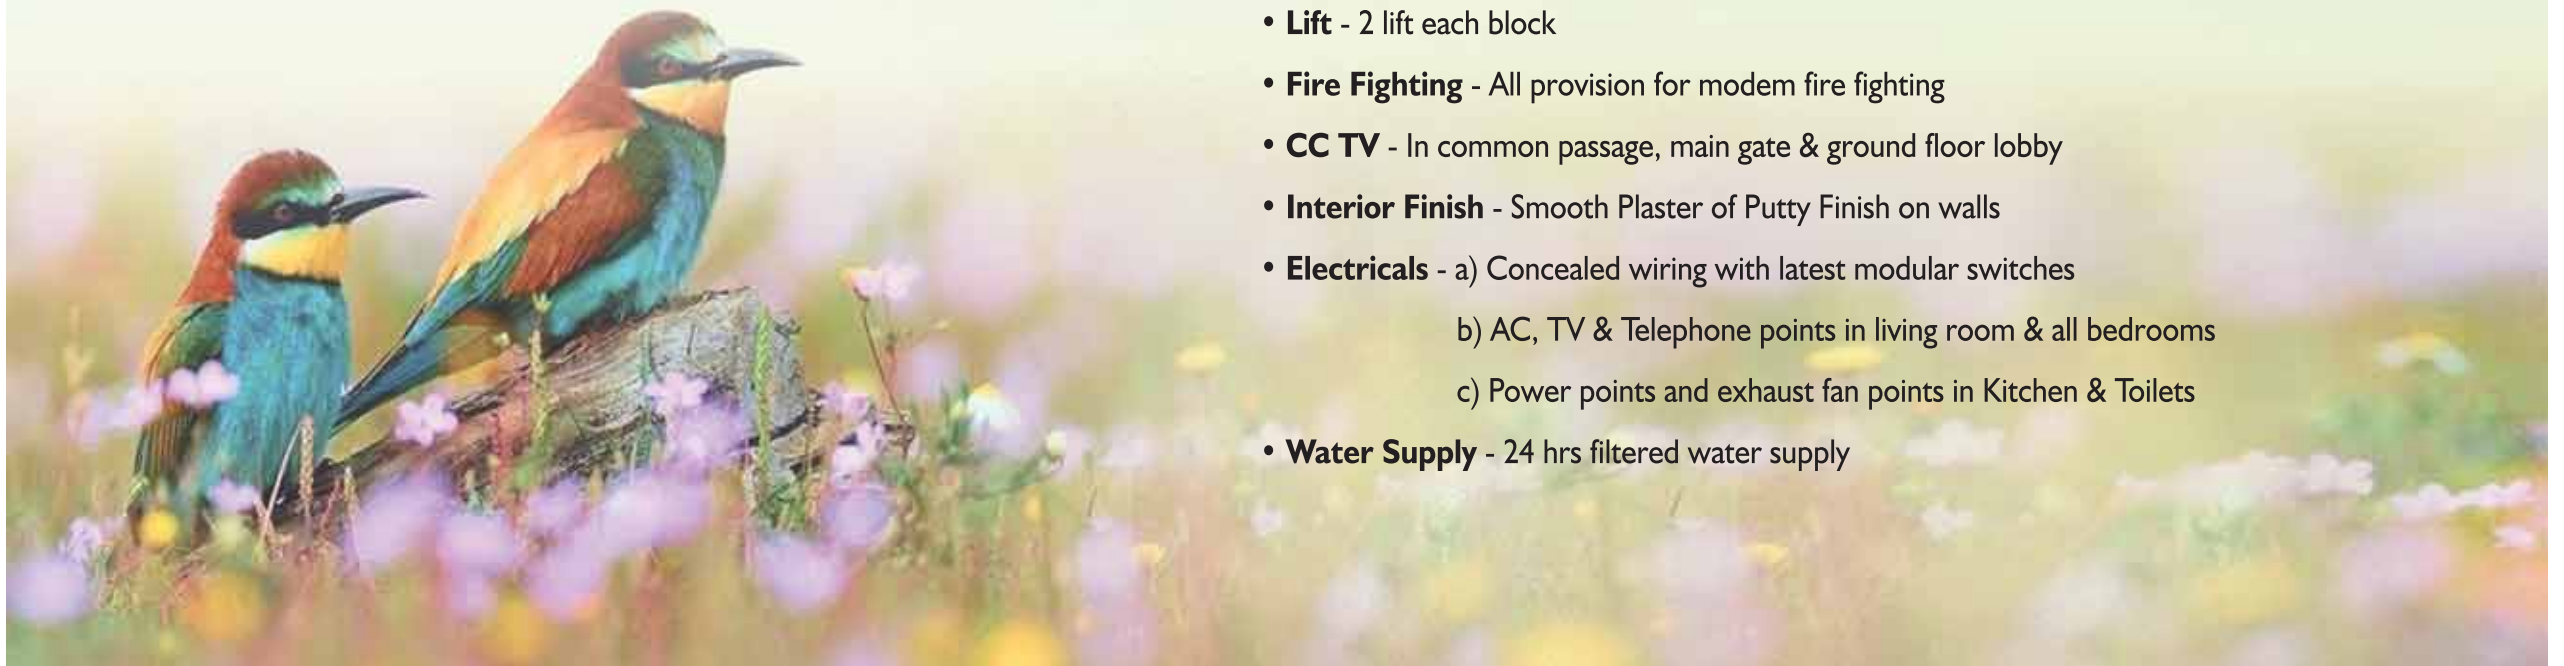 • Lift - 2 lift each block
• Fire Fighting - All provision for modem fire fighting
• CC TV - In common passage, main gate & ground floor lobby
• Interior Finish - Smooth Plaster of Putty Finish on walls
• Electricals - a) Concealed wiring with latest modular switches
b) AC, TV & Telephone points in living room & all bedrooms
c) Power points and exhaust fan points in Kitchen & Toilets
• Water Supply - 24 hrs filtered water supply